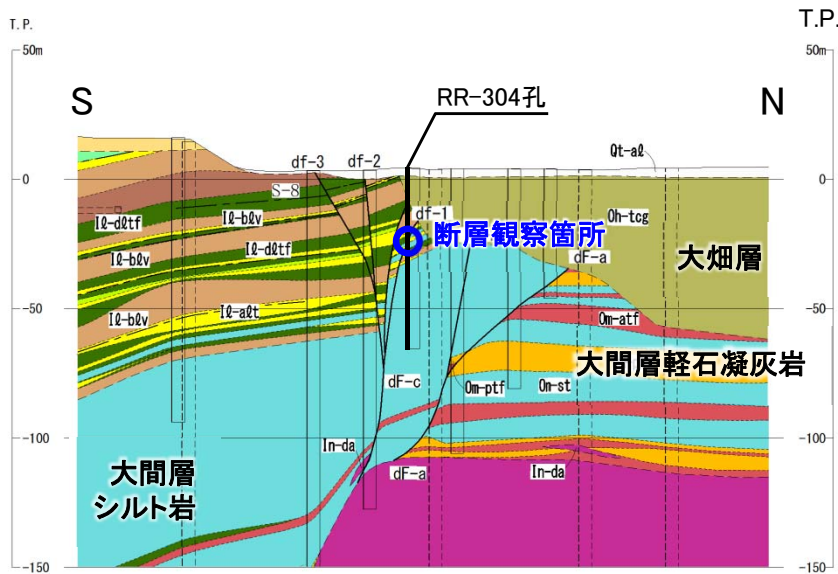 T.P.
T.P.
50m
50m
S
RR-304孔
N
Qt-al
0
0
df-3
df-2
S-8
Il-dltf
Il-blv
df-1
断層観察箇所
Oh-tcg
大畑層
Il-dltf
Il-blv
dF-a
-50
-50
Il-blv
Il-alt
Om-atf
大間層軽石凝灰岩
dF-c
Om-ptf
Om-st
-100
-100
In-da
大間層
シルト岩
dF-a
In-da
-150
-150